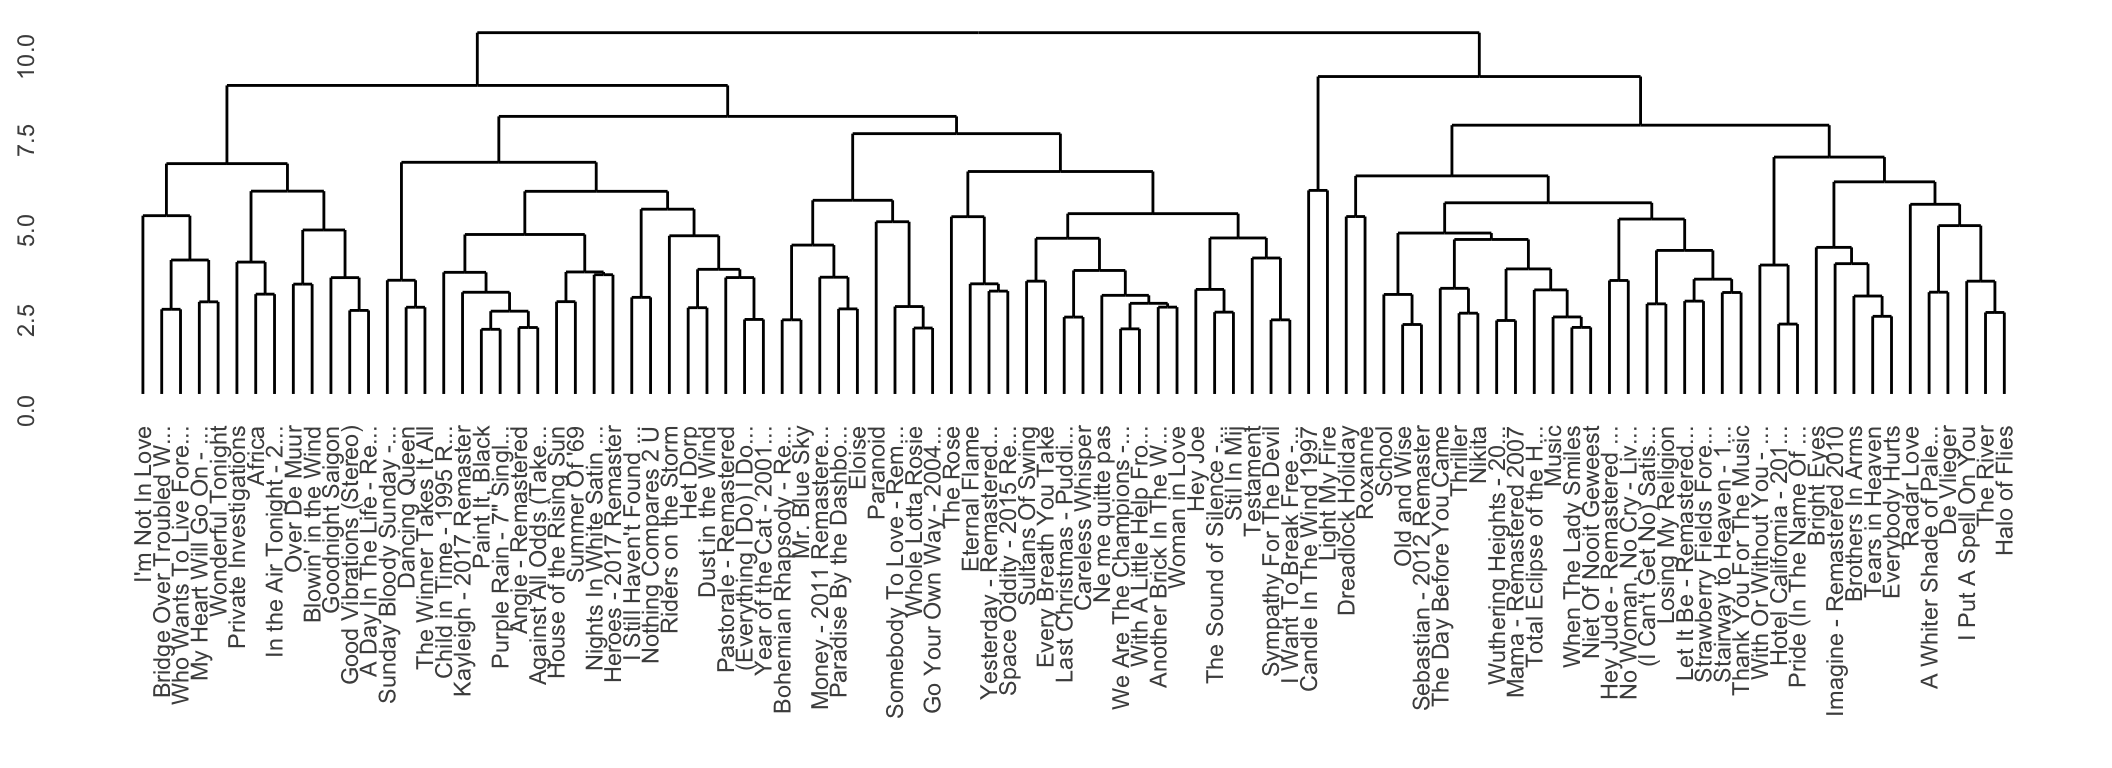 10.0
7.5
5.0
2.5
0.0
I'm Not In Love
Bridge Over Troubled W...
Who Wants To Live Fore...
My Heart Will Go On - ...
Wonderful Tonight
Private Investigations
Africa
In the Air Tonight - 2...
Over De Muur
Blowin' in the Wind
Goodnight Saigon
Good Vibrations (Stereo)
A Day In The Life - Re...
Sunday Bloody Sunday - ...
Dancing Queen
The Winner Takes It All
Child in Time - 1995 R...
Kayleigh - 2017 Remaster
Paint It, Black
Purple Rain - 7" Singl...
Angie - Remastered
Against All Odds (Take...
House of the Rising Sun
Summer Of '69
Nights In White Satin ...
Heroes - 2017 Remaster
I Still Haven't Found ...
Nothing Compares 2 U
Riders on the Storm
Het Dorp
Dust in the Wind
Pastorale - Remastered
(Everything I Do) I Do...
Year of the Cat - 2001...
Bohemian Rhapsody - Re...
Mr. Blue Sky
Money - 2011 Remastere...
Paradise By the Dashbo...
Eloise
Paranoid
Somebody To Love - Rem...
Whole Lotta Rosie
Go Your Own Way - 2004...
The Rose
Eternal Flame
Yesterday - Remastered...
Space Oddity - 2015 Re...
Sultans Of Swing
Every Breath You Take
Last Christmas - Puddi...
Careless Whisper
Ne me quitte pas
We Are The Champions - ...
With A Little Help Fro...
Another Brick In The W...
Woman in Love
Hey Joe
The Sound of Silence - ...
Still In Mij
Testament
Sympathy For The Devil
I Want To Break Free - ...
Candle In The Wind 1997
Light My Fire
Dreadlock Holiday
Roxanne
School
Old and Wise
Sebastian - 2012 Remaster
The Day Before You Came
Thriller
Nikita
Wuthering Heights - 20...
Mama - Remastered 2007
Total Eclipse of the H...
Music
When The Lady Smiles
Niet Of Nooit Geweest
Hey Jude - Remastered ...
No Woman, No Cry - Liv...
(I Can't Get No) Satis...
Losing My Religion
Let It Be - Remastered...
Strawberry Fields Fore...
Stairway to Heaven - 1...
Thank You For The Music
With Or Without You - ...
Hotel California - 201...
Pride (In The Name Of ...
Bright Eyes
Imagine - Remastered 2010
Brothers In Arms
Tears in Heaven
Everybody Hurts
Radar Love
A Whiter Shade of Pale...
De Vlieger
I Put A Spell On You
The River
Halo of Flies